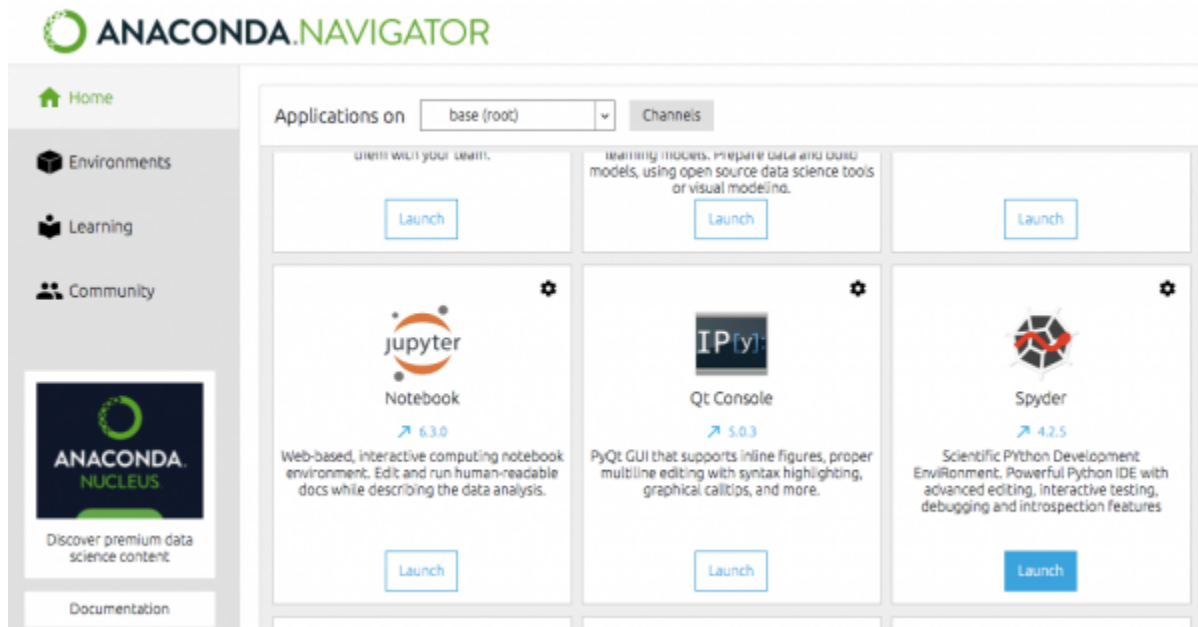 ANACONDA.NAVIGATOR
Home
Environments
Learning
Community
ANACONDA.
NUCLEUS
Discover premium data
science content
Documentation
Applications on
base (root)
Channels
them with your team.
Launch
learning models. Prepare data and build
models, using open source data science tools
or visual modeling.
Launch
Launch
jupyter
Notebook
6.3.0
Web-based, interactive computing notebook
environment. Edit and run human-readable
docs while describing the data analysis.
Launch
IP[y]:
Qt Console
5.0.3
PyQt GUI that supports inline figures, proper
multiline editing with syntax highlighting,
graphical calltips, and more.
Launch
Spyder
4.2.5
Scientific PYthon Development
EnviRonment. Powerful Python IDE with
advanced editing, interactive testing,
debugging and introspection features
Launch